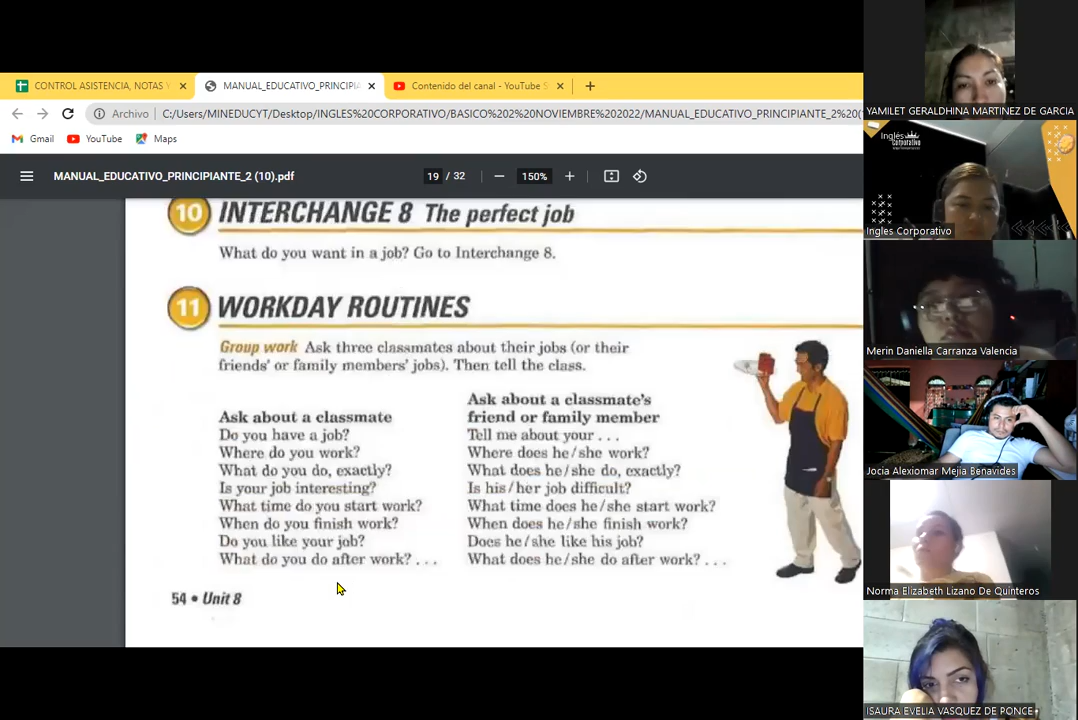 CONTROL ASISTENCIA, NOTAS Y
MANUAL_EDUCATIVO_PRINCIPIA
Contenido del canal - YouTube S
Archivo
C:/Users/MINEDUCYT/Desktop/INGLES%20CORPORATIVO/BASICO%202%20NOVIEMBRE%202022/MANUAL_EDUCATIVO_PRINCIPIANTE_2%20(
Gmail
YouTube
Maps
MANUAL_EDUCATIVO_PRINCIPIANTE_2 (10).pdf
19 / 32
150%
10 INTERCHANGE 8 The perfect job
What do you want in a job? Go to Interchange 8.
11 WORKDAY ROUTINES
Group work Ask three classmates about their jobs (or their
friends' or family members' jobs). Then tell the class.
Ask about a classmate
Do you have a job?
Where do you work?
What do you do, exactly?
Is your job interesting?
What time do you start work?
When do you finish work?
Do you like your job?
What do you do after work? . . .
Ask about a classmate's
friend or family member
Tell me about your . . .
Where does he/she work?
What does he/she do, exactly?
Is his/her job difficult?
What time does he/she start work?
When does he/she finish work?
Does he/she like his job?
What does he/she do after work? . . .
54 • Unit 8
YAMILET GERALDHINA MARTINEZ DE GARCIA
Inglés
Corporativo
Ingles Corporativo
Merin Daniella Carranza Valencia
Jocia Alexiomar Mejia Benavides
Norma Elizabeth Lizano De Quinteros
ISAURA EVELIA VASQUEZ DE PONCE